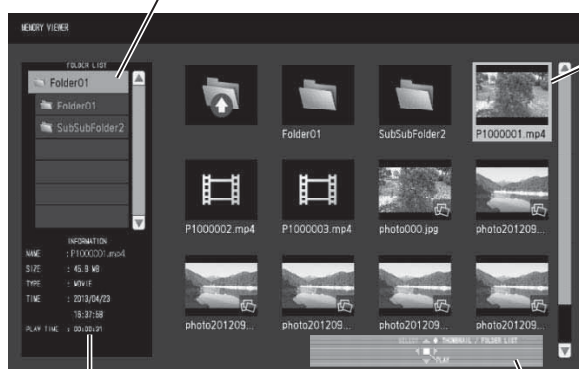 MEMORY VIEWER
FOLDER LIST
Folder01
Folder01
SubSubFolder2
INFORMATION
NAME : P1000001.mp4
SIZE : 45.9 MB
TYPE : MOVIE
TIME : 2013/04/23
16:37:58
PLAY TIME : 00:00:31
Folder01
SubSubFolder2
P1000001.mp4
P1000002.mp4
P1000003.mp4
photo000.jpg
photo201209...
photo201209...
photo201209...
photo201209...
photo201209...
SELECT THUMBNAIL / FOLDER LIST
PLAY